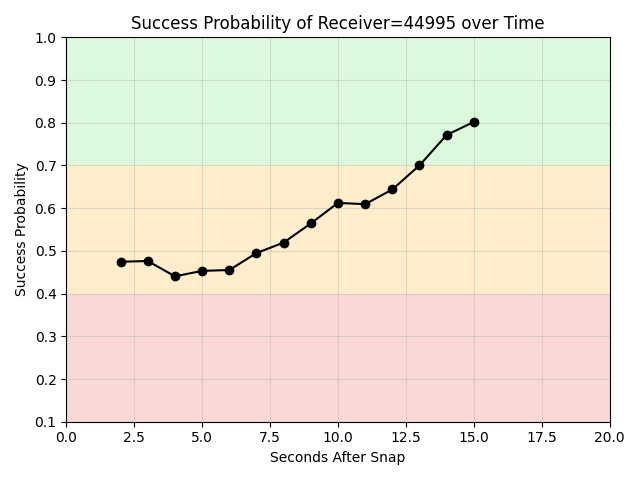 Success Probability of Receiver=44995 over Time
1.0
0.9
0.8
0.7
0.6
0.5
0.4
0.3
0.2
0.1
Success Probability
0.0 2.5 5.0 7.5 10.0 12.5 15.0 17.5 20.0
Seconds After Snap